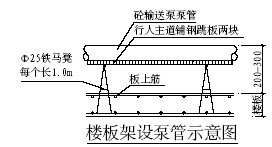 砼输送泵泵管
行人主道铺钢跳板两块
Φ25铁马凳
每个长1.0m
板上筋
200-300
楼板
楼板架设泵管示意图